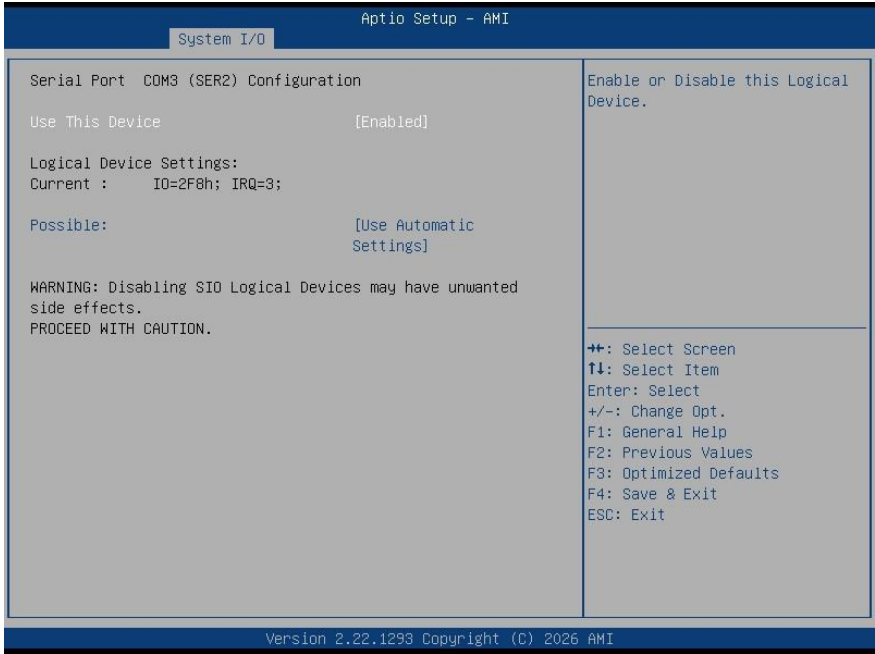 Aptio Setup – AMI
System I/O
Serial Port COM3 (SER2) Configuration
Use This Device [Enabled]
Logical Device Settings:
Current : IO=2F8h; IRQ=3;
Possible: [Use Automatic
Settings]
WARNING: Disabling SIO Logical Devices may have unwanted
side effects.
PROCEED WITH CAUTION.
Enable or Disable this Logical
Device.
→←: Select Screen
↑↓: Select Item
Enter: Select
+/-: Change Opt.
F1: General Help
F2: Previous Values
F3: Optimized Defaults
F4: Save & Exit
ESC: Exit
Version 2.22.1293 Copyright (C) 2026 AMI